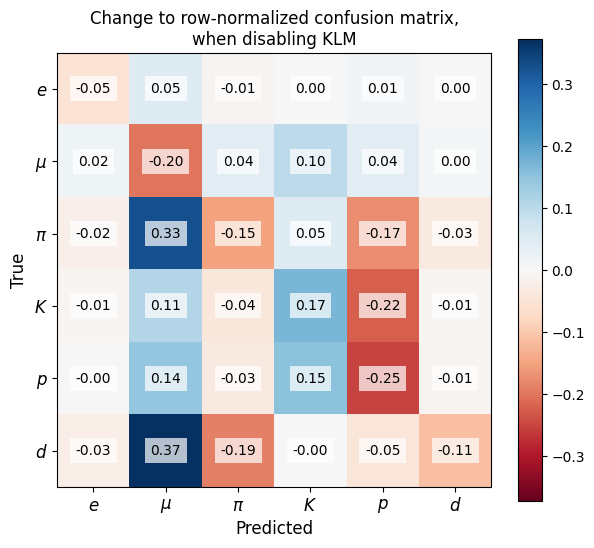 Change to row-normalized confusion matrix,
when disabling KLM
e -0.05 0.05 -0.01 0.00 0.01 0.00
μ 0.02 -0.20 0.04 0.10 0.04 0.00
π -0.02 0.33 -0.15 0.05 -0.17 -0.03
K -0.01 0.11 -0.04 0.17 -0.22 -0.01
p -0.00 0.14 -0.03 0.15 -0.25 -0.01
d -0.03 0.37 -0.19 -0.00 -0.05 -0.11
e μ π K p d
Predicted
True
0.3
0.2
0.1
0.0
−0.1
−0.2
−0.3